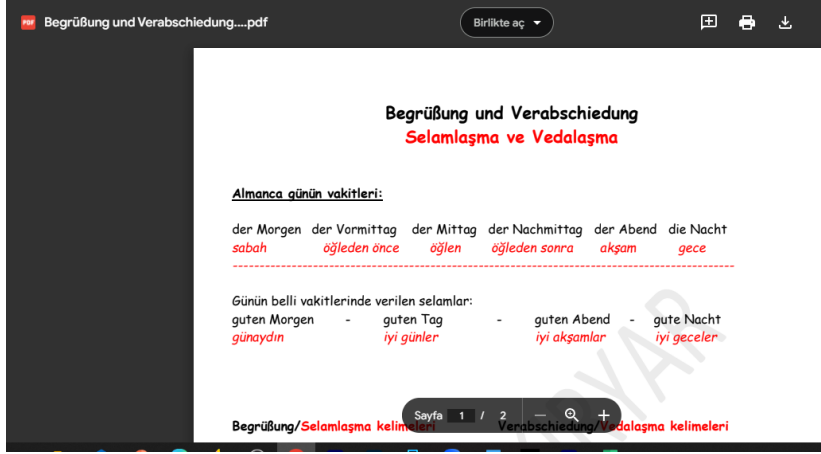 PDF Begrüßung und Verabschiedung....pdf
Birlikte aç
Begrüßung und Verabschiedung
Selamlaşma ve Vedalaşma
Almanca günün vakitleri:
der Morgen der Vormittag der Mittag der Nachmittag der Abend die Nacht
sabah öğleden önce öğlen öğleden sonra akşam gece
Günün belli vakitlerinde verilen selamlar:
guten Morgen - guten Tag - guten Abend - gute Nacht
günaydın iyi günler iyi akşamlar iyi geceler
Begrüßung/Selamlaşma kelimeleri Verabschiedung/Vedalaşma kelimeleri
Sayfa 1 / 2